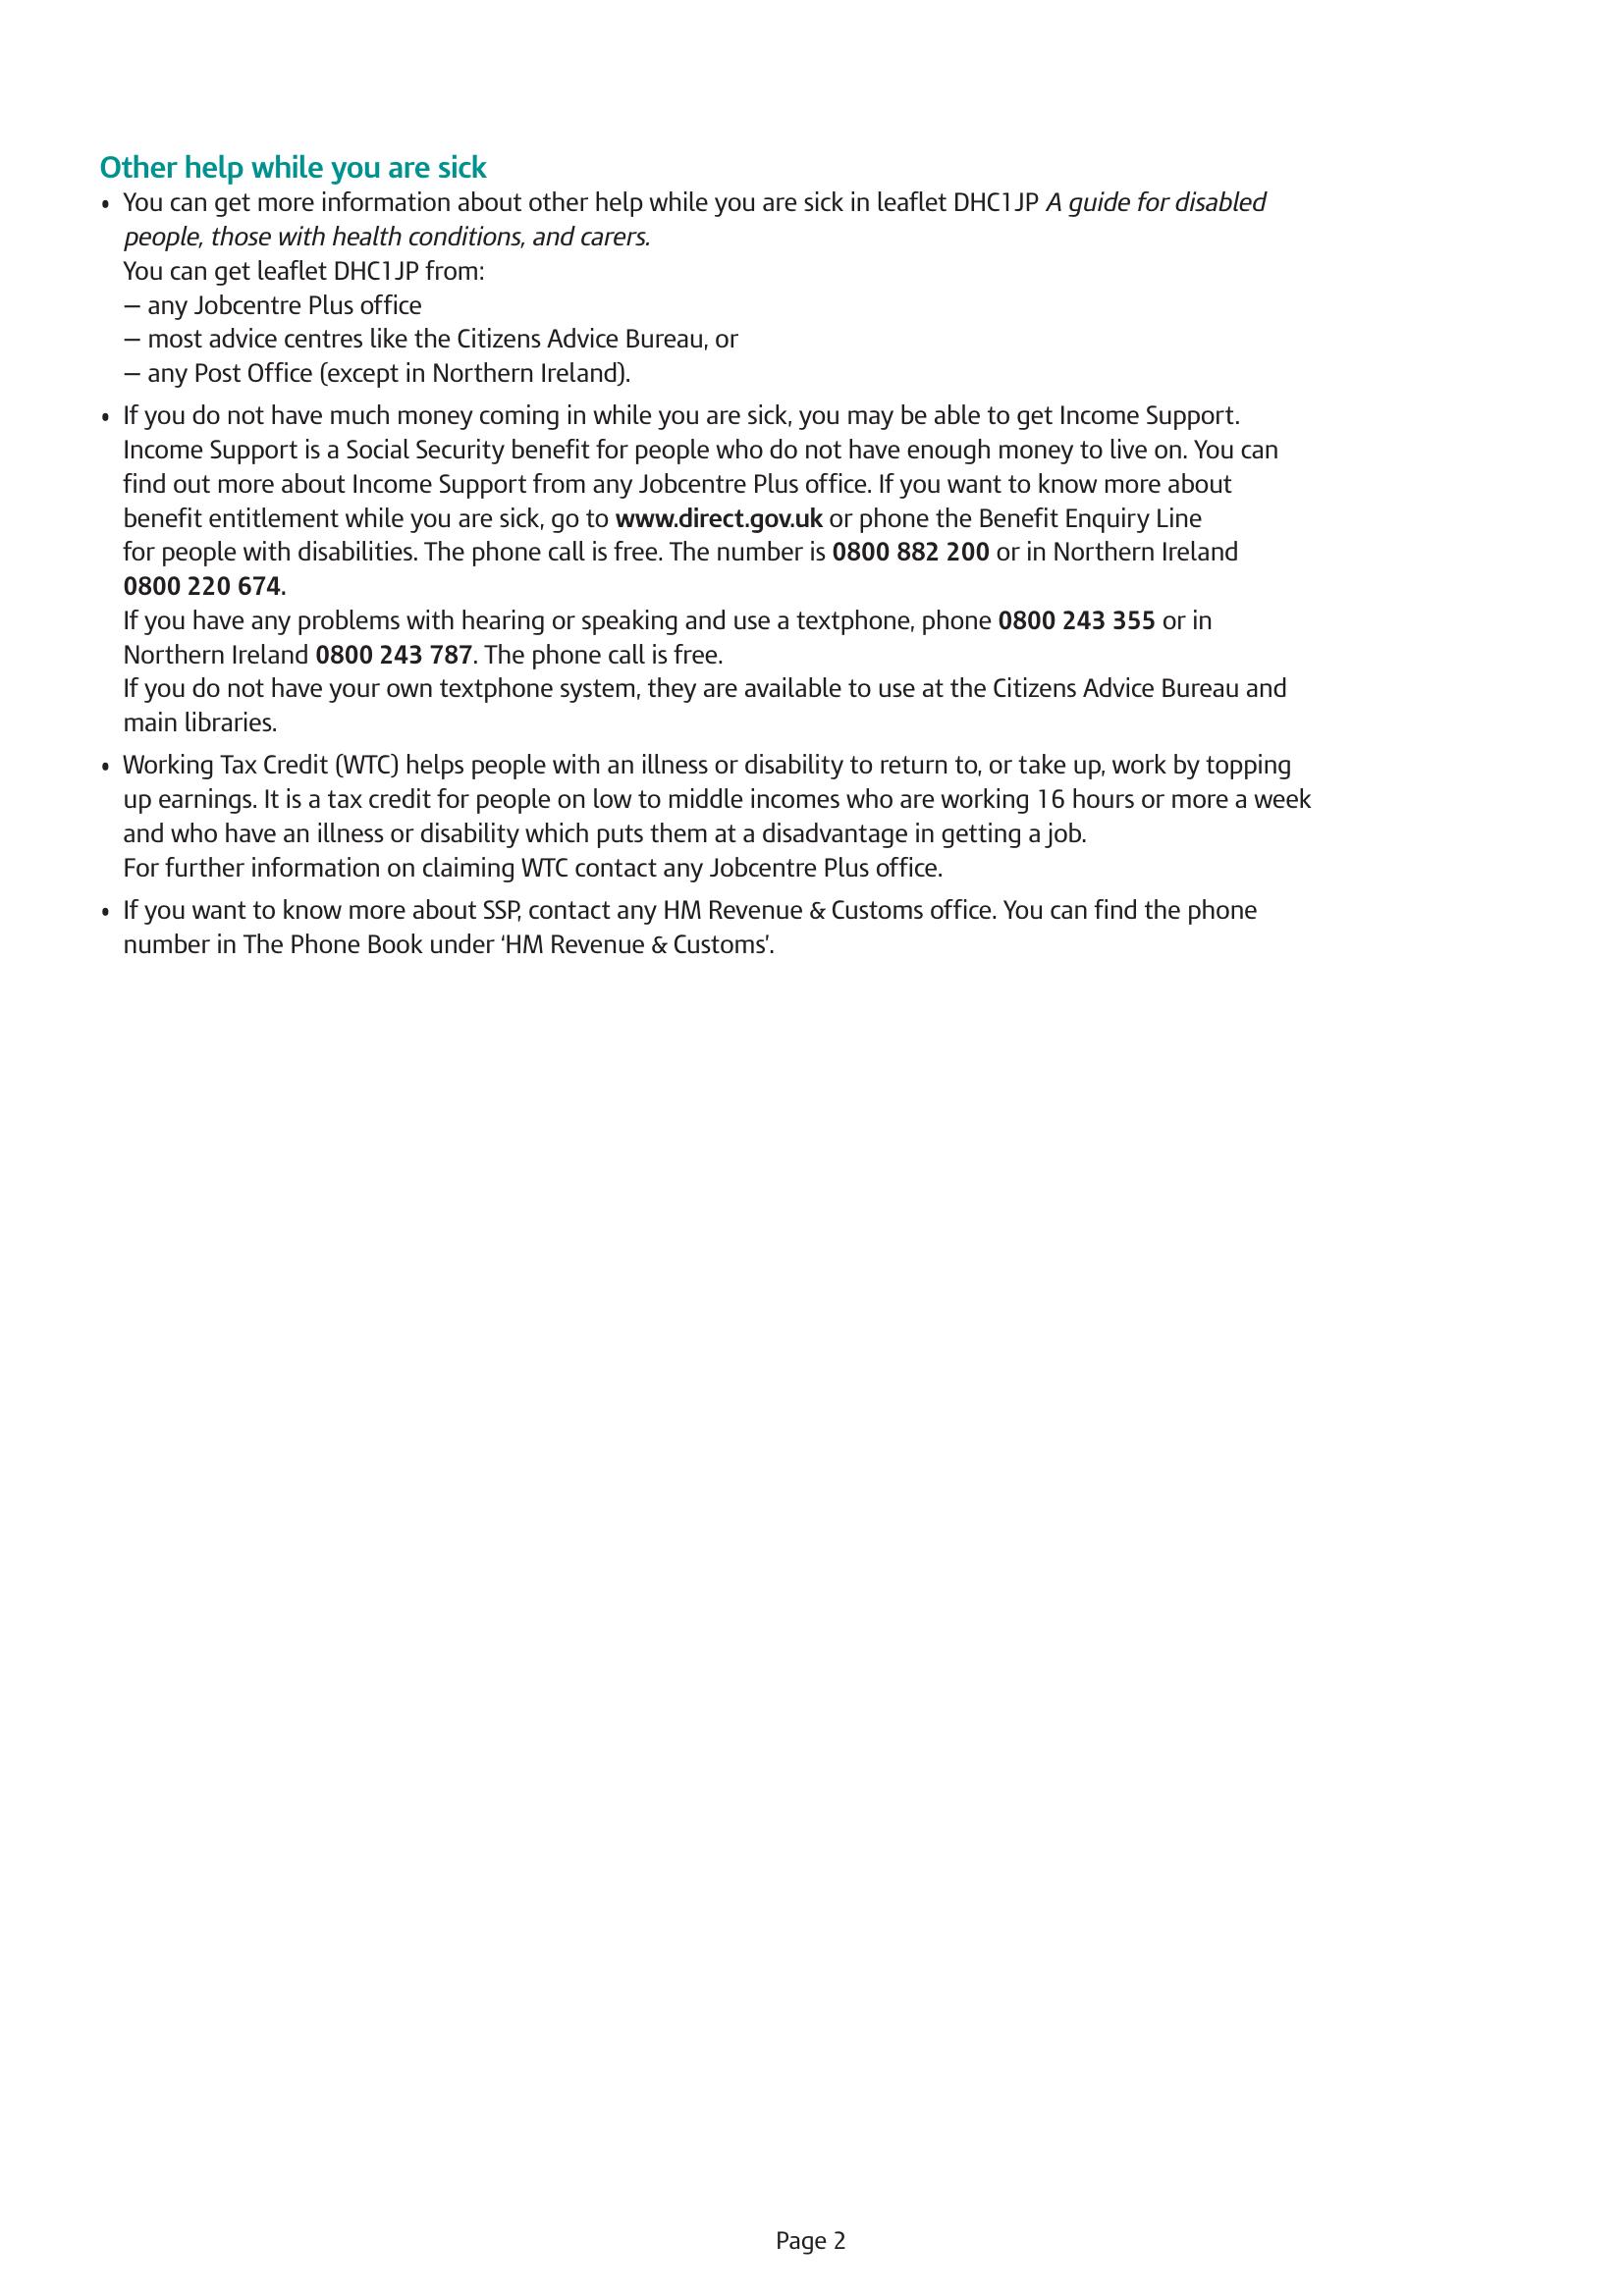 Other help while you are sick
• You can get more information about other help while you are sick in leaflet DHC1JP A guide for disabled
people, those with health conditions, and carers.
You can get leaflet DHC1JP from:
– any Jobcentre Plus office
– most advice centres like the Citizens Advice Bureau, or
– any Post Office (except in Northern Ireland).
• If you do not have much money coming in while you are sick, you may be able to get Income Support.
Income Support is a Social Security benefit for people who do not have enough money to live on. You can
find out more about Income Support from any Jobcentre Plus office. If you want to know more about
benefit entitlement while you are sick, go to www.direct.gov.uk or phone the Benefit Enquiry Line
for people with disabilities. The phone call is free. The number is 0800 882 200 or in Northern Ireland
0800 220 674.
If you have any problems with hearing or speaking and use a textphone, phone 0800 243 355 or in
Northern Ireland 0800 243 787. The phone call is free.
If you do not have your own textphone system, they are available to use at the Citizens Advice Bureau and
main libraries.
• Working Tax Credit (WTC) helps people with an illness or disability to return to, or take up, work by topping
up earnings. It is a tax credit for people on low to middle incomes who are working 16 hours or more a week
and who have an illness or disability which puts them at a disadvantage in getting a job.
For further information on claiming WTC contact any Jobcentre Plus office.
• If you want to know more about SSP, contact any HM Revenue & Customs office. You can find the phone
number in The Phone Book under ‘HM Revenue & Customs’.
Page 2